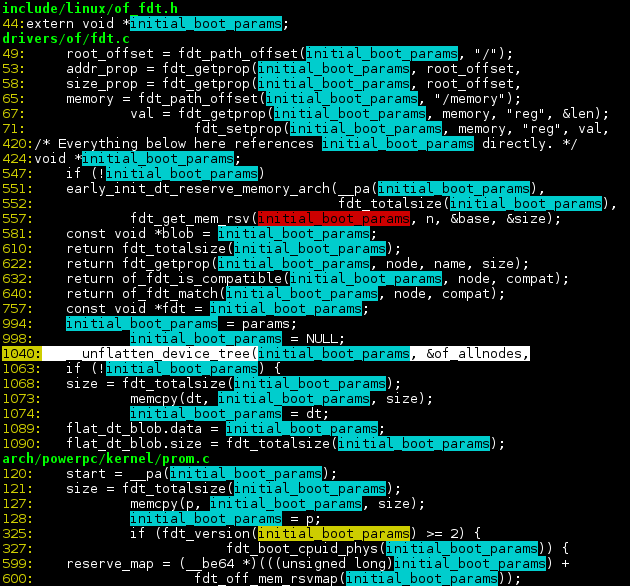 include/linux/of_fdt.h
44:extern void *initial_boot_params;
drivers/of/fdt.c
49:    root_offset = fdt_path_offset(initial_boot_params, "/");
53:    addr_prop = fdt_getprop(initial_boot_params, root_offset,
58:    size_prop = fdt_getprop(initial_boot_params, root_offset,
65:    memory = fdt_path_offset(initial_boot_params, "/memory");
67:            val = fdt_getprop(initial_boot_params, memory, "reg", &len);
71:                    fdt_setprop(initial_boot_params, memory, "reg", val,
420:/* Everything below here references initial_boot_params directly. */
424:void *initial_boot_params;
547:    if (!initial_boot_params)
551:    early_init_dt_reserve_memory_arch(__pa(initial_boot_params),
552:                                      fdt_totalsize(initial_boot_params),
557:            fdt_get_mem_rsv(initial_boot_params, n, &base, &size);
581:    const void *blob = initial_boot_params;
610:    return fdt_totalsize(initial_boot_params);
622:    return fdt_getprop(initial_boot_params, node, name, size);
632:    return of_fdt_is_compatible(initial_boot_params, node, compat);
640:    return of_fdt_match(initial_boot_params, node, compat);
757:    const void *fdt = initial_boot_params;
994:    initial_boot_params = params;
998:            initial_boot_params = NULL;
1040:     unflatten_device_tree(initial_boot_params, &of_allnodes,
1063:   if (!initial_boot_params) {
1068:   size = fdt_totalsize(initial_boot_params);
1073:           memcpy(dt, initial_boot_params, size);
1074:           initial_boot_params = dt;
1089:   flat_dt_blob.data = initial_boot_params;
1090:   flat_dt_blob.size = fdt_totalsize(initial_boot_params);
arch/powerpc/kernel/prom.c
120:    start = __pa(initial_boot_params);
121:    size = fdt_totalsize(initial_boot_params);
127:            memcpy(p, initial_boot_params, size);
128:            initial_boot_params = p;
325:            if (fdt_version(initial_boot_params) >= 2) {
327:                        fdt_boot_cpuid_phys(initial_boot_params)) {
599:    reserve_map = (__be64 *)(((unsigned long)initial_boot_params) +
600:                    fdt_off_mem_rsvmap(initial_boot_params));